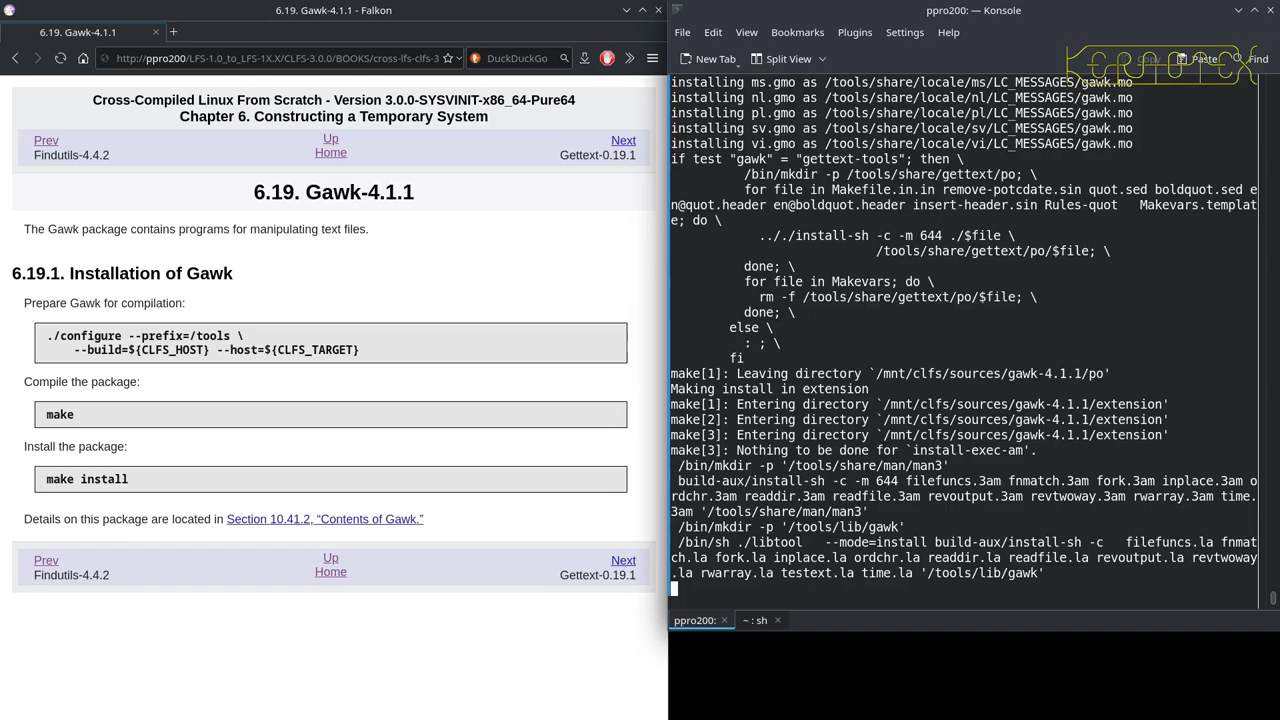 6.19. Gawk-4.1.1 - Falkon
6.19. Gawk-4.1.1
http://ppro200/LFS-1.0_to_LFS-1X.X/CLFS-3.0.0/BOOKS/cross-lfs-clfs-3
DuckDuckGo
Cross-Compiled Linux From Scratch - Version 3.0.0-SYSVINIT-x86_64-Pure64
Chapter 6. Constructing a Temporary System
Prev
Up
Next
Findutils-4.4.2
Home
Gettext-0.19.1
6.19. Gawk-4.1.1
The Gawk package contains programs for manipulating text files.
6.19.1. Installation of Gawk
Prepare Gawk for compilation:
./configure --prefix=/tools \
--build=${CLFS_HOST} --host=${CLFS_TARGET}
Compile the package:
make
Install the package:
make install
Details on this package are located in Section 10.41.2, “Contents of Gawk.”
Prev
Up
Next
Findutils-4.4.2
Home
Gettext-0.19.1
ppro200: — Konsole
File Edit View Bookmarks Plugins Settings Help
New Tab Split View Copy Paste Find
installing ms.gmo as /tools/share/locale/ms/LC_MESSAGES/gawk.mo
installing nl.gmo as /tools/share/locale/nl/LC_MESSAGES/gawk.mo
installing pl.gmo as /tools/share/locale/pl/LC_MESSAGES/gawk.mo
installing sv.gmo as /tools/share/locale/sv/LC_MESSAGES/gawk.mo
installing vi.gmo as /tools/share/locale/vi/LC_MESSAGES/gawk.mo
if test "gawk" = "gettext-tools"; then \
/bin/mkdir -p /tools/share/gettext/po; \
for file in Makefile.in.in remove-potcdate.sin quot.sed boldquot.sed e
n@quot.header en@boldquot.header insert-header.sin Rules-quot Makevars.templat
e; do \
.././install-sh -c -m 644 ./$file \
/tools/share/gettext/po/$file; \
done; \
for file in Makevars; do \
rm -f /tools/share/gettext/po/$file; \
done; \
else \
: ; \
fi
make[1]: Leaving directory `/mnt/clfs/sources/gawk-4.1.1/po'
Making install in extension
make[1]: Entering directory `/mnt/clfs/sources/gawk-4.1.1/extension'
make[2]: Entering directory `/mnt/clfs/sources/gawk-4.1.1/extension'
make[3]: Entering directory `/mnt/clfs/sources/gawk-4.1.1/extension'
make[3]: Nothing to be done for `install-exec-am'.
/bin/mkdir -p '/tools/share/man/man3'
build-aux/install-sh -c -m 644 filefuncs.3am fnmatch.3am fork.3am inplace.3am o
rdchr.3am readdir.3am readfile.3am revoutput.3am revtwoway.3am rwarray.3am time.
3am '/tools/share/man/man3'
/bin/mkdir -p '/tools/lib/gawk'
/bin/sh ./libtool --mode=install build-aux/install-sh -c filefuncs.la fnmat
ch.la fork.la inplace.la ordchr.la readdir.la readfile.la revoutput.la revtwoway
.la rwarray.la testext.la time.la '/tools/lib/gawk'
ppro200:
~ : sh